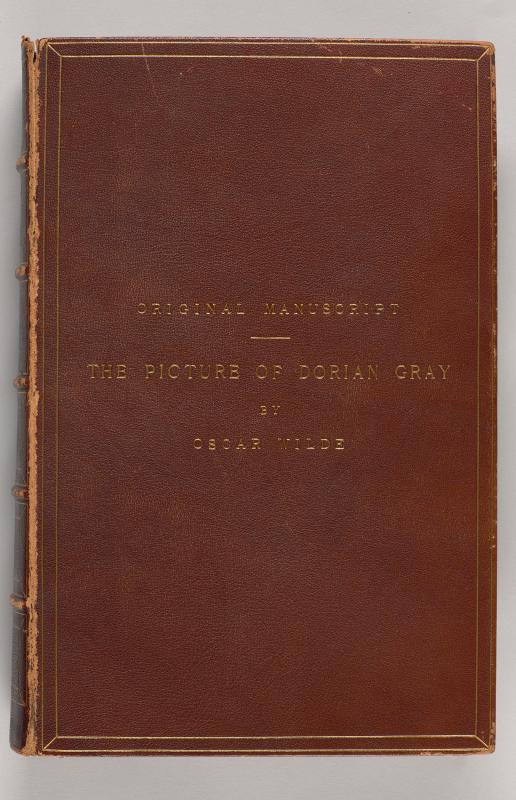 ORIGINAL MANUSCRIPT
THE PICTURE OF DORIAN GRAY
BY
OSCAR WILDE